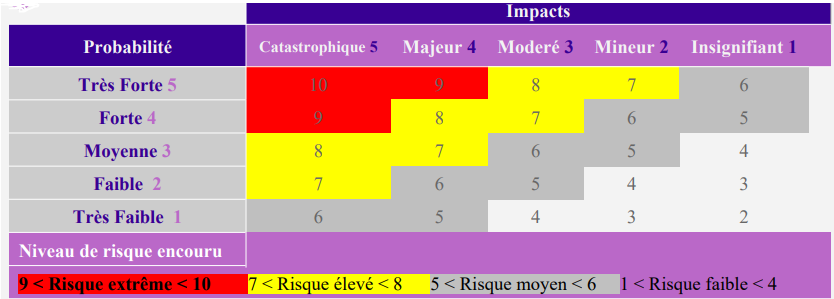 Impacts
Probabilité Catastrophique 5 Majeur 4 Moderé 3 Mineur 2 Insignifiant 1
Très Forte 5 10 9 8 7 6
Forte 4 9 8 7 6 5
Moyenne 3 8 7 6 5 4
Faible 2 7 6 5 4 3
Très Faible 1 6 5 4 3 2
Niveau de risque encouru
9 < Risque extrême < 10 7 < Risque élevé < 8 5 < Risque moyen < 6 1 < Risque faible < 4